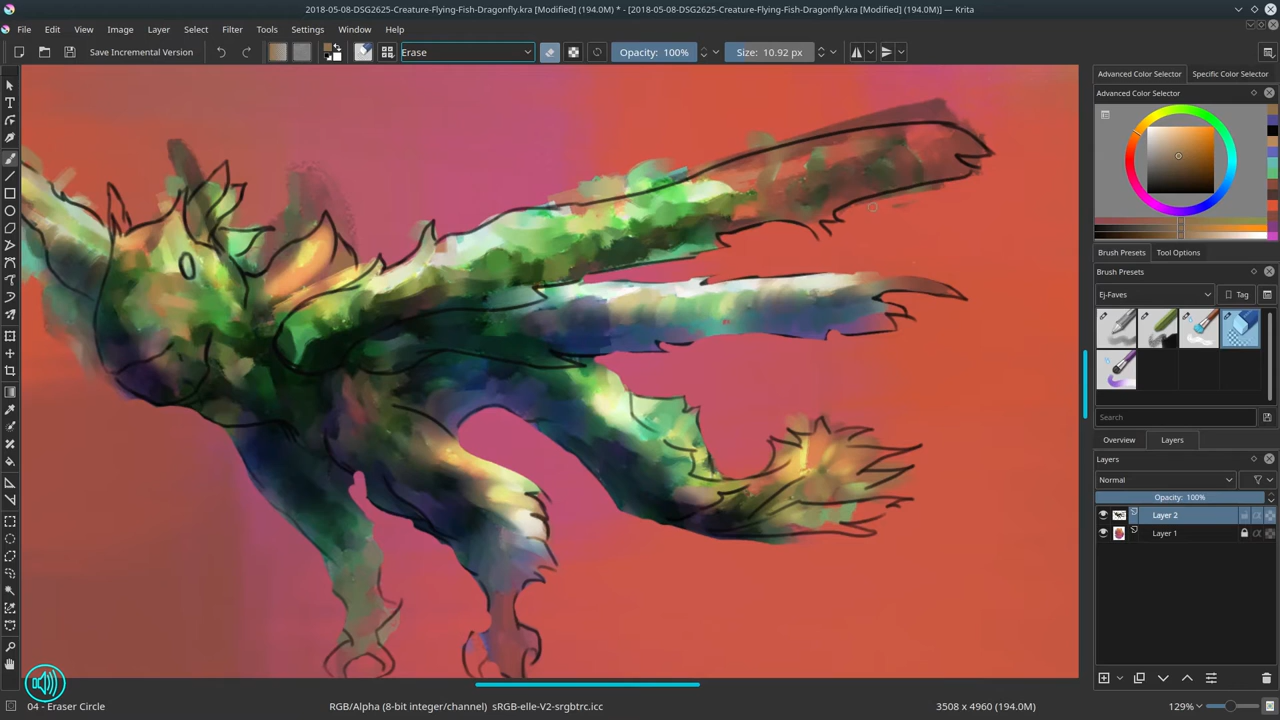 2018-05-08-DSG2625-Creature-Flying-Fish-Dragonfly.kra [Modified] (194.0M) * - [2018-05-08-DSG2625-Creature-Flying-Fish-Dragonfly.kra [Modified] (194.0M)] - Krita
File Edit View Image Layer Select Filter Tools Settings Window Help
Save Incremental Version Erase Opacity: 100% Size: 10.92 px
Advanced Color Selector Specific Color Selector
Advanced Color Selector
Brush Presets Tool Options
Brush Presets
Ej-Faves Tag
Search
Overview Layers
Layers
Normal
Opacity: 100%
Layer 2
Layer 1
04 - Eraser Circle RGB/Alpha (8-bit integer/channel) sRGB-elle-V2-srgbtrc.icc 3508 x 4960 (194.0M) 129%